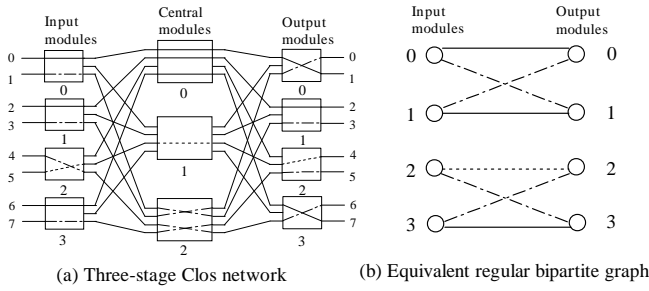 Input
modules
Central
modules
Output
modules
0
1
2
3
4
5
6
7
0
1
2
3
0
1
2
0
1
2
3
0
1
2
3
4
5
6
7
(a) Three-stage Clos network
Input
modules
Output
modules
0
0
1
1
2
2
3
3
(b) Equivalent regular bipartite graph